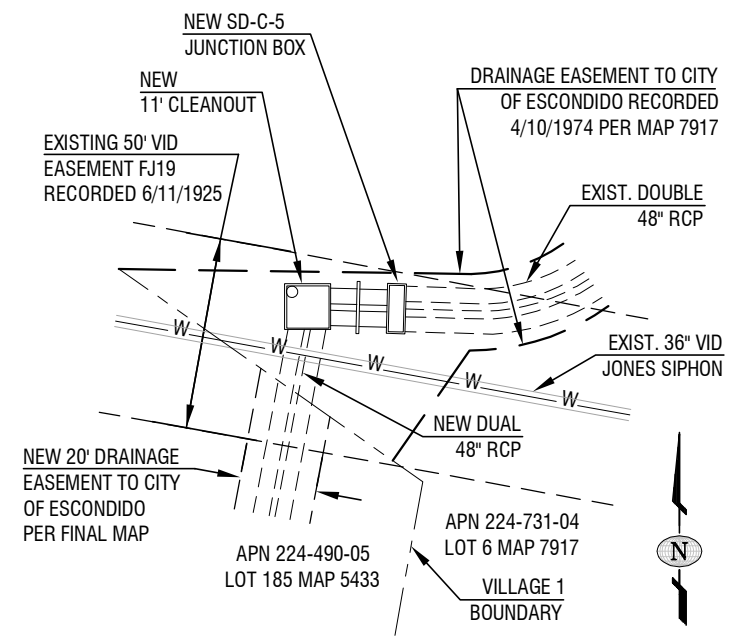 NEW SD-C-5
JUNCTION BOX
NEW
11' CLEANOUT
DRAINAGE EASEMENT TO CITY
OF ESCONDIDO RECORDED
4/10/1974 PER MAP 7917
EXISTING 50' VID
EASEMENT FJ19
RECORDED 6/11/1925
EXIST. DOUBLE
48" RCP
W
W
W
W
W
EXIST. 36" VID
JONES SIPHON
NEW DUAL
48" RCP
NEW 20' DRAINAGE
EASEMENT TO CITY
OF ESCONDIDO
PER FINAL MAP
APN 224-490-05
LOT 185 MAP 5433
APN 224-731-04
LOT 6 MAP 7917
VILLAGE 1
BOUNDARY
N